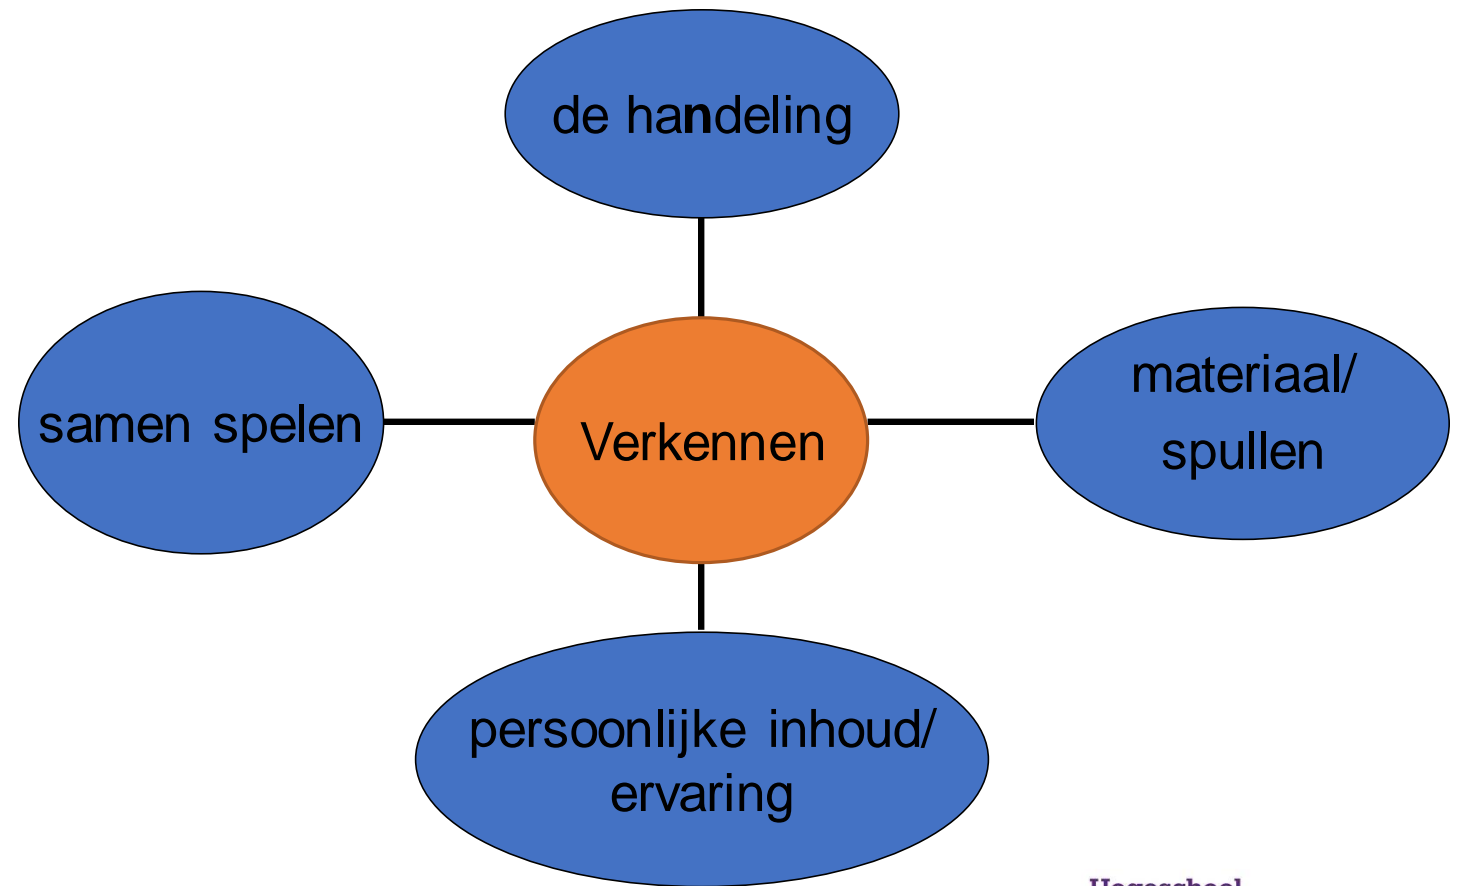 de handeling
samen spelen
Verkennen
materiaal/
spullen
persoonlijke inhoud/
ervaring